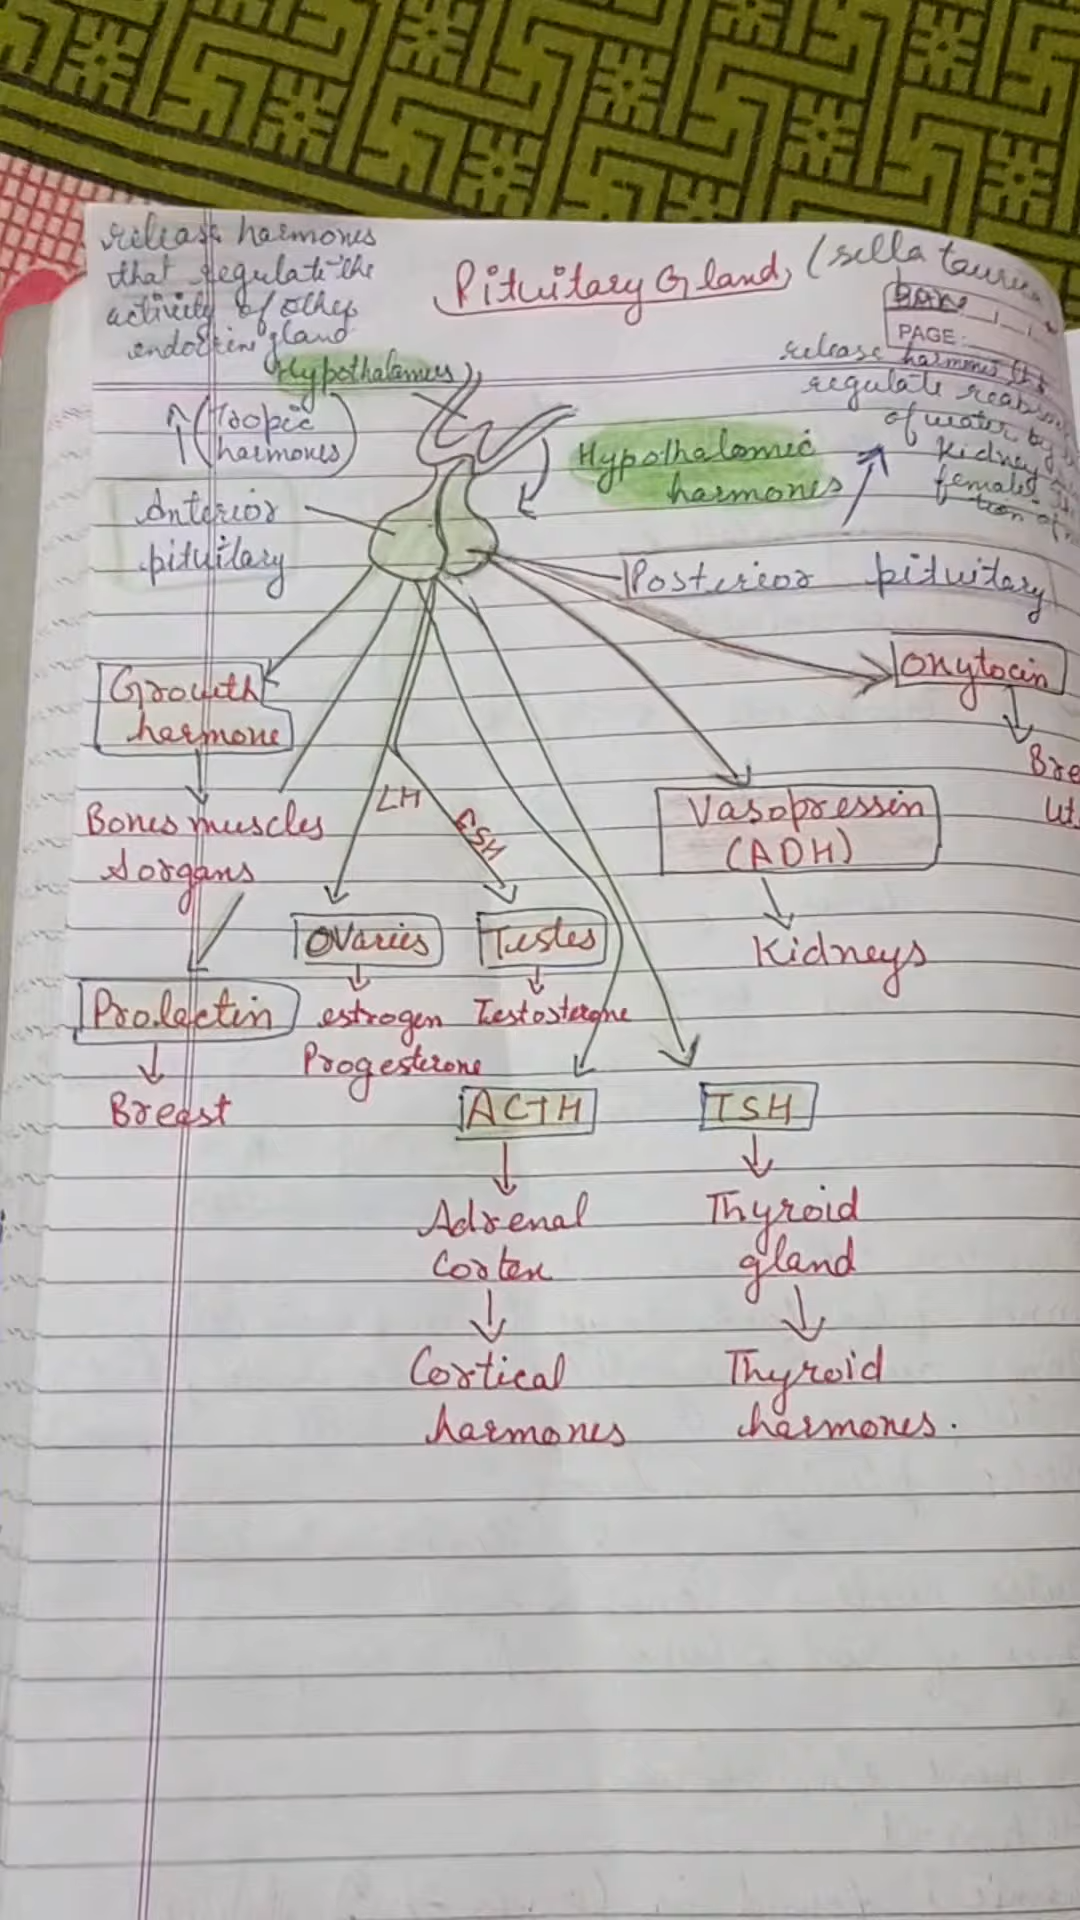 release harmones
that regulate the
activity of other
endocrine gland
Pituitary Gland (sella
PAGE:
Hypothalamus
(Tropic
harmones)
release harmones
regulate
of water by
Kidney
female
Hypothalamic
harmones
Anterior
pituitary
Posterior pituitary
Growth
harmone
Oxytocin
Bones muscles
& organs
LH
FSH
Vasopressin
(ADH)
Ovaries
Testes
Kidneys
Prolactin
estrogen
Progesterone
Testosterone
Breast
ACTH
TSH
Adrenal
Cortex
Thyroid
gland
Cortical
harmones
Thyroid
harmones.